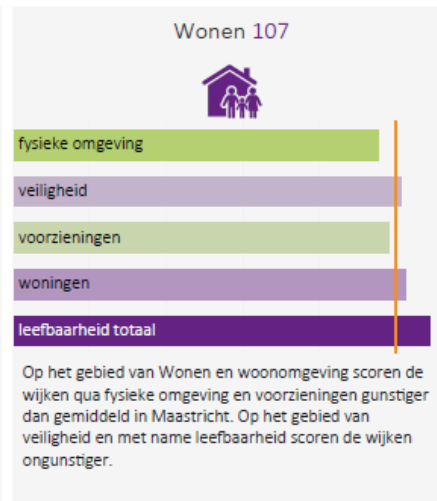 Wonen 107
fysieke omgeving
veiligheid
voorzieningen
woningen
leefbaarheid totaal
Op het gebied van Wonen en woonomgeving scoren de
wijken qua fysieke omgeving en voorzieningen gunstiger
dan gemiddeld in Maastricht. Op het gebied van
veiligheid en met name leefbaarheid scoren de wijken
ongunstiger.